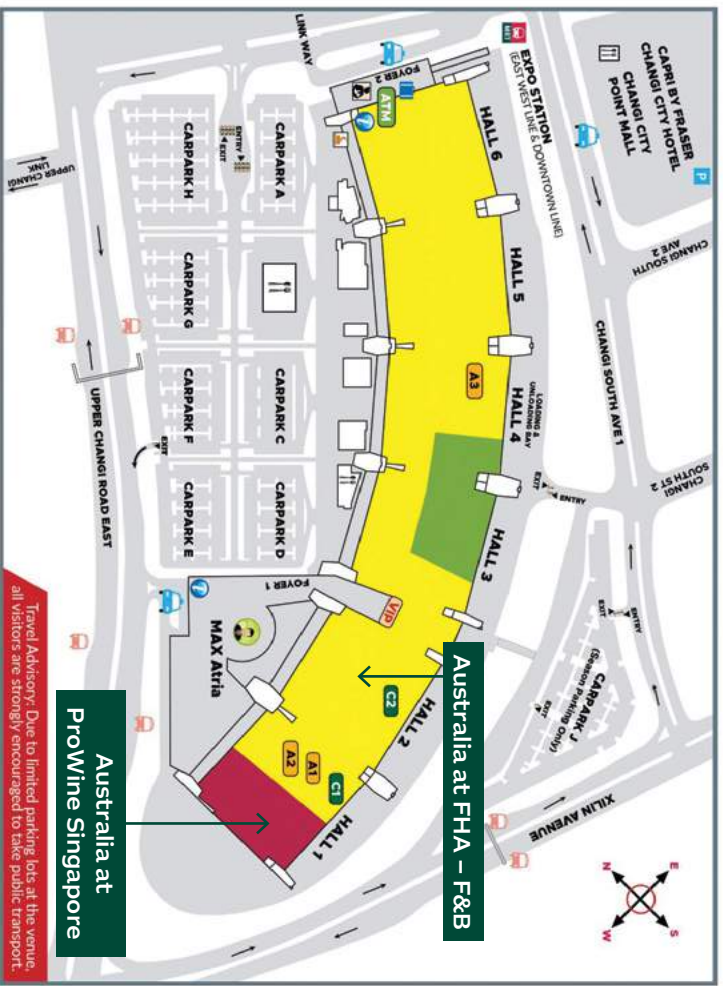 CAPRI BY FRASER
CHANGI CITY HOTEL
CHANGI CITY
POINT MALL
P
CHANGI SOUTH
AVE 2
CHANGI SOUTH AVE 1
CHANGI
SOUTH ST 2
MRT
EXPO STATION
(EAST WEST LINE & DOWNTOWN LINE)
LINK WAY
FOYER 2
ATM
i
HALL 6
HALL 5
HALL 4
LOADING &
UNLOADING BAY
EXIT
ENTRY
HALL 3
HALL 2
HALL 1
A3
VIP
C2
A1
A2
C1
CARPARK J
(Season Parking Only)
ENTRY
EXIT
EXIT
XILIN AVENUE
E
S
N
W
CARPARK A
CARPARK H
ENTRY
EXIT
CARPARK G
CARPARK C
CARPARK F
CARPARK D
CARPARK E
EXIT
FOYER 1
MAX Atria
i
UPPER CHANGI
LINK
UPPER CHANGI ROAD EAST
Australia at FHA – F&B
Australia at
ProWine Singapore
Travel Advisory: Due to limited parking lots at the venue,
all visitors are strongly encouraged to take public transport.